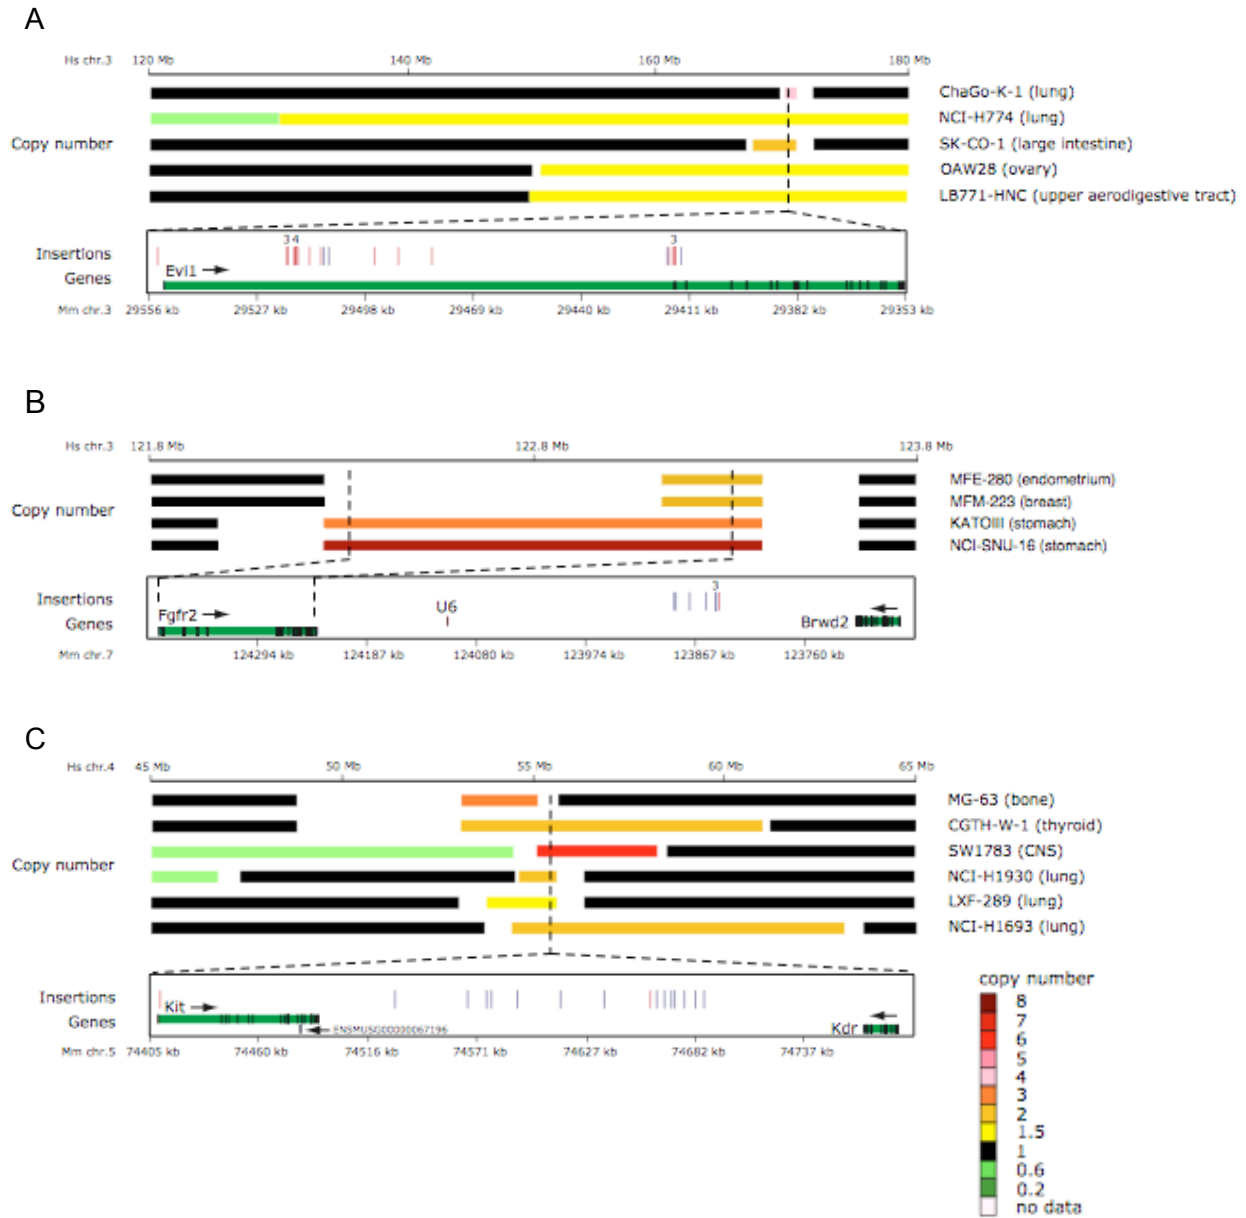 A
Hs chr.3 120 Mb 140 Mb 160 Mb 180 Mb
ChaGo-K-1 (lung)
NCI-H774 (lung)
Copy number SK-CO-1 (large intestine)
OAW28 (ovary)
LB771-HNC (upper aerodigestive tract)
34 3
Insertions
Evi1
Genes
Mm chr.3 29556 kb 29527 kb 29498 kb 29469 kb 29440 kb 29411 kb 29382 kb 29353 kb
B
Hs chr.3 121.8 Mb 122.8 Mb 123.8 Mb
MFE-280 (endometrium)
MFM-223 (breast)
Copy number
KATOIII (stomach)
NCI-SNU-16 (stomach)
3
Insertions
Fgfr2 U6
Genes Brwd2
Mm chr.7 124294 kb 124187 kb 124080 kb 123974 kb 123867 kb 123760 kb
C
Hs chr.4 45 Mb 50 Mb 55 Mb 60 Mb 65 Mb
MG-63 (bone)
CGTH-W-1 (thyroid)
SW1783 (CNS)
Copy number
NCI-H1930 (lung)
LXF-289 (lung)
NCI-H1693 (lung)
Insertions
Kit
Genes ENSMUSG00000067196 Kdr
Mm chr.5 74405 kb 74460 kb 74516 kb 74571 kb 74627 kb 74682 kb 74737 kb
copy number
8
7
6
5
4
3
2
1.5
1
0.6
0.2
no data